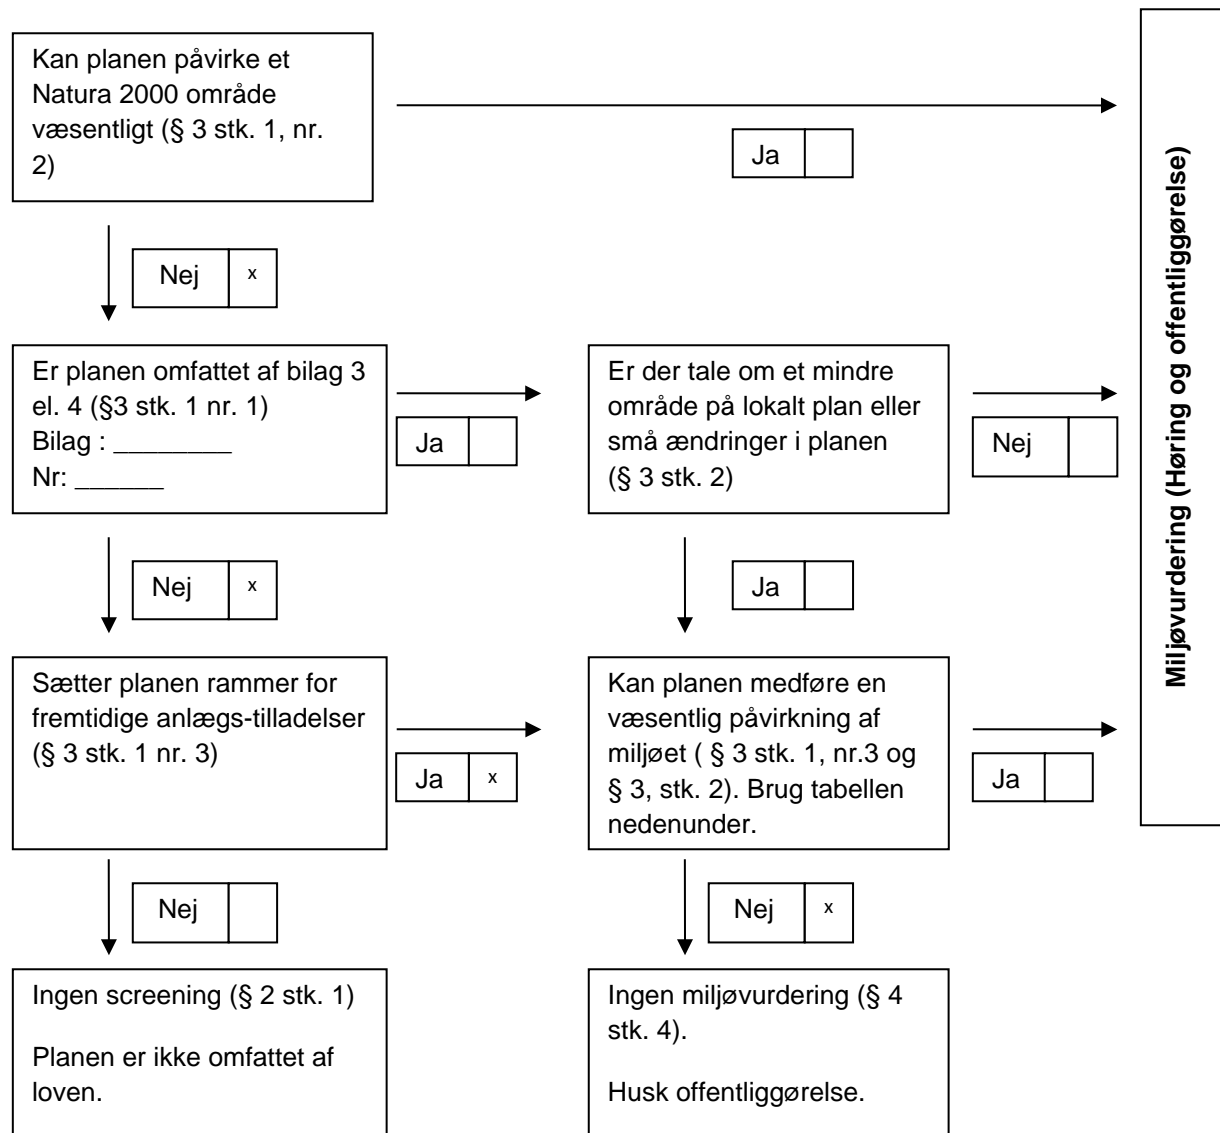 Kan planen påvirke et
Natura 2000 område
væsentligt (§ 3 stk. 1, nr.
2)
Ja
Nej x
Er planen omfattet af bilag 3
el. 4 (§3 stk. 1 nr. 1)
Bilag : ________
Nr: ______
Ja
Er der tale om et mindre
område på lokalt plan eller
små ændringer i planen
(§ 3 stk. 2)
Nej
Nej x
Ja
Sætter planen rammer for
fremtidige anlægs-tilladelser
(§ 3 stk. 1 nr. 3)
Ja x
Kan planen medføre en
væsentlig påvirkning af
miljøet ( § 3 stk. 1, nr.3 og
§ 3, stk. 2). Brug tabellen
nedenunder.
Ja
Nej
Nej x
Ingen screening (§ 2 stk. 1)
Planen er ikke omfattet af
loven.
Ingen miljøvurdering (§ 4
stk. 4).
Husk offentliggørelse.
Miljøvurdering (Høring og offentliggørelse)